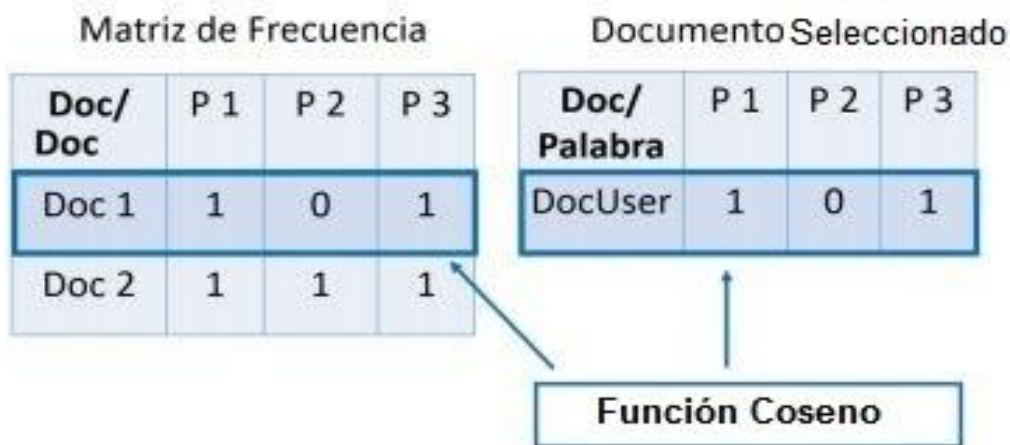 Matriz de Frecuencia
Doc/ P 1 P 2 P 3
Doc
Doc 1 1 0 1
Doc 2 1 1 1
Documento Seleccionado
Doc/ P 1 P 2 P 3
Palabra
DocUser 1 0 1
Función Coseno